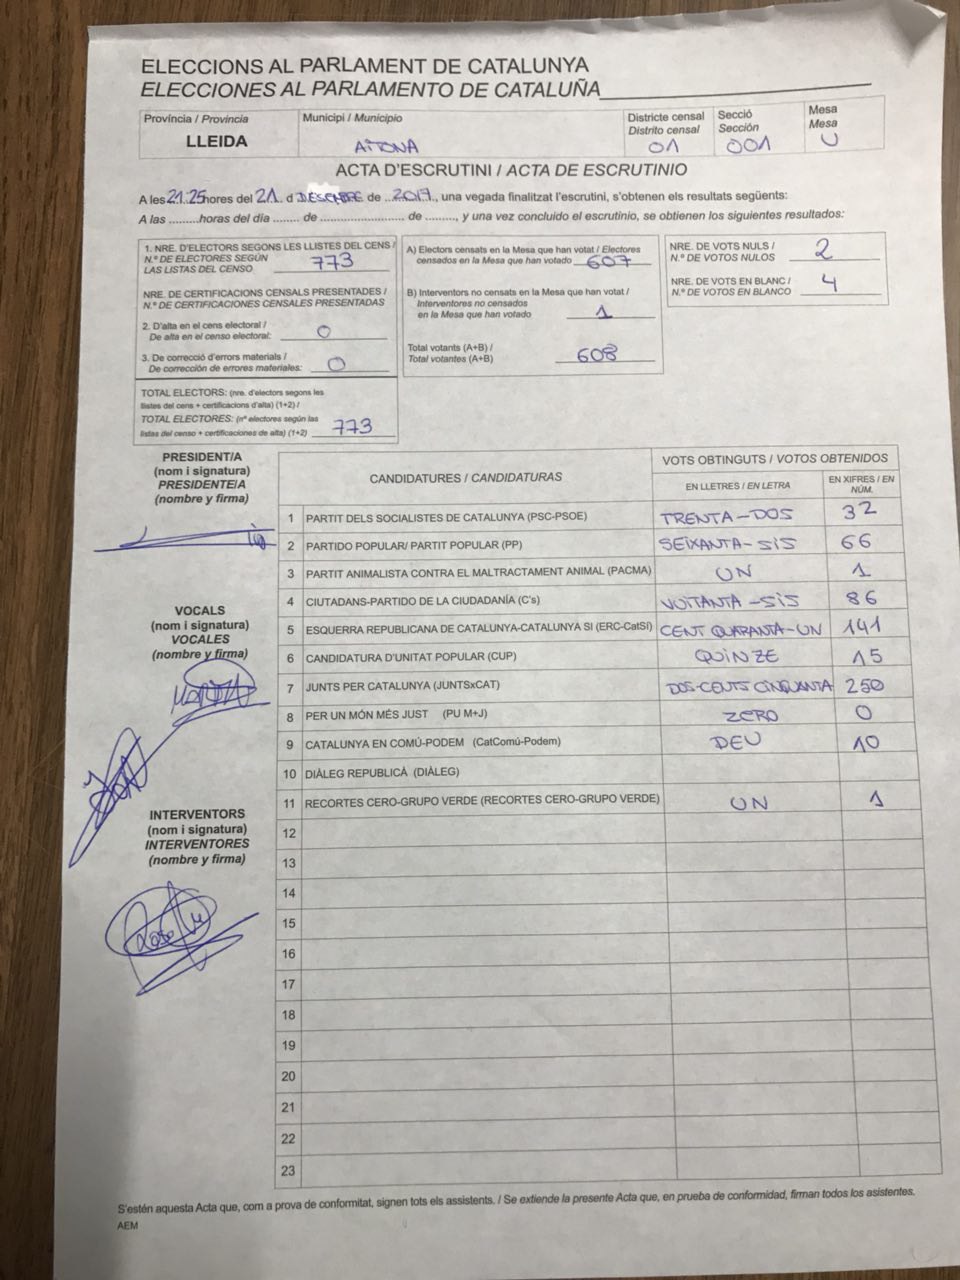 ELECCIONS AL PARLAMENT DE CATALUNYA
ELECCIONES AL PARLAMENTO DE CATALUÑA
Província / Provincia
LLEIDA
Municipi / Municipio
AITONA
Districte censal
Distrito censal
01
Secció
Sección
001
Mesa
Mesa
U
ACTA D'ESCRUTINI / ACTA DE ESCRUTINIO
A les 21:25 hores del 21. d DESEMBRE de ..2017., una vegada finalitzat l'escrutini, s'obtenen els resultats següents:
A las .........horas del día ....... de ........................ de ........, y una vez concluido el escrutinio, se obtienen los siguientes resultados:
1. NRE. D'ELECTORS SEGONS LES LLISTES DEL CENS /
N.º DE ELECTORES SEGÚN
LAS LISTAS DEL CENSO 773
NRE. DE CERTIFICACIONS CENSALS PRESENTADES /
N.º DE CERTIFICACIONES CENSALES PRESENTADAS
2. D'alta en el cens electoral /
De alta en el censo electoral: 0
3. De correcció d'errors materials /
De corrección de errores materiales: 0
TOTAL ELECTORS: (nre. d'electors segons les
llistes del cens + certificacions d'alta) (1+2) /
TOTAL ELECTORES: (nº electores según las
listas del censo + certificaciones de alta) (1+2) 773
A) Electors censats en la Mesa que han votat / Electores
censados en la Mesa que han votado 607
B) Interventors no censats en la Mesa que han votat /
Interventores no censados
en la Mesa que han votado 1
Total votants (A+B) /
Total votantes (A+B) 608
NRE. DE VOTS NULS /
N.º DE VOTOS NULOS 2
NRE. DE VOTS EN BLANC /
N.º DE VOTOS EN BLANCO 4
PRESIDENT/A
(nom i signatura)
PRESIDENTE/A
(nombre y firma)
VOCALS
(nom i signatura)
VOCALES
(nombre y firma)
INTERVENTORS
(nom i signatura)
INTERVENTORES
(nombre y firma)
CANDIDATURES / CANDIDATURAS
VOTS OBTINGUTS / VOTOS OBTENIDOS
EN LLETRES / EN LETRA
EN XIFRES / EN
NÚM.
1 PARTIT DELS SOCIALISTES DE CATALUNYA (PSC-PSOE) TRENTA-DOS 32
2 PARTIDO POPULAR/ PARTIT POPULAR (PP) SEIXANTA-SIS 66
3 PARTIT ANIMALISTA CONTRA EL MALTRACTAMENT ANIMAL (PACMA) UN 1
4 CIUTADANS-PARTIDO DE LA CIUDADANÍA (C's) VUITANTA-SIS 86
5 ESQUERRA REPUBLICANA DE CATALUNYA-CATALUNYA SI (ERC-CatSí) CENT QUARANTA-UN 141
6 CANDIDATURA D'UNITAT POPULAR (CUP) QUINZE 15
7 JUNTS PER CATALUNYA (JUNTSxCAT) DOS-CENTS CINQUANTA 250
8 PER UN MÓN MÉS JUST (PU M+J) ZERO 0
9 CATALUNYA EN COMÚ-PODEM (CatComú-Podem) DEU 10
10 DIÀLEG REPUBLICÀ (DIÀLEG)
11 RECORTES CERO-GRUPO VERDE (RECORTES CERO-GRUPO VERDE) UN 1
12
13
14
15
16
17
18
19
20
21
22
23
S'estén aquesta Acta que, com a prova de conformitat, signen tots els assistents. / Se extiende la presente Acta que, en prueba de conformidad, firman todos los asistentes.
AEM